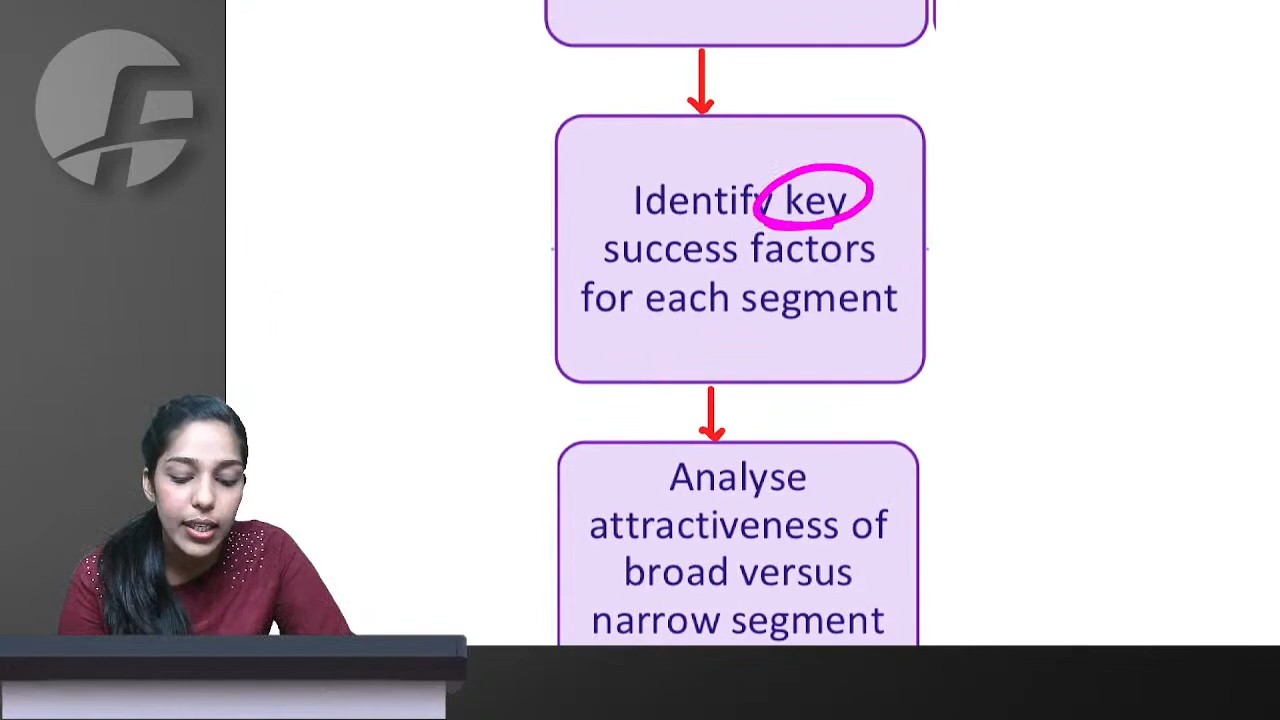 Identify key
success factors
for each segment
Analyse
attractiveness of
broad versus
narrow segment